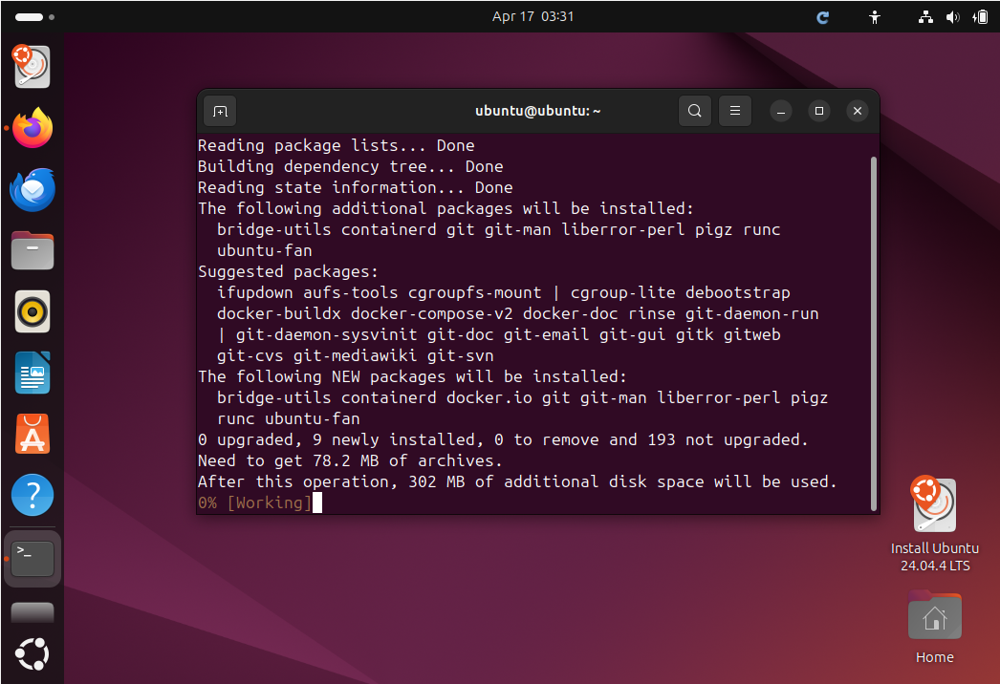 Apr 17 03:31
ubuntu@ubuntu: ~
Reading package lists... Done
Building dependency tree... Done
Reading state information... Done
The following additional packages will be installed:
  bridge-utils containerd git git-man liberror-perl pigz runc
  ubuntu-fan
Suggested packages:
  ifupdown aufs-tools cgroupfs-mount | cgroup-lite debootstrap
  docker-buildx docker-compose-v2 docker-doc rinse git-daemon-run
  | git-daemon-sysvinit git-doc git-email git-gui gitk gitweb
  git-cvs git-mediawiki git-svn
The following NEW packages will be installed:
  bridge-utils containerd docker.io git git-man liberror-perl pigz
  runc ubuntu-fan
0 upgraded, 9 newly installed, 0 to remove and 193 not upgraded.
Need to get 78.2 MB of archives.
After this operation, 302 MB of additional disk space will be used.
0% [Working]
Install Ubuntu
24.04.4 LTS
Home